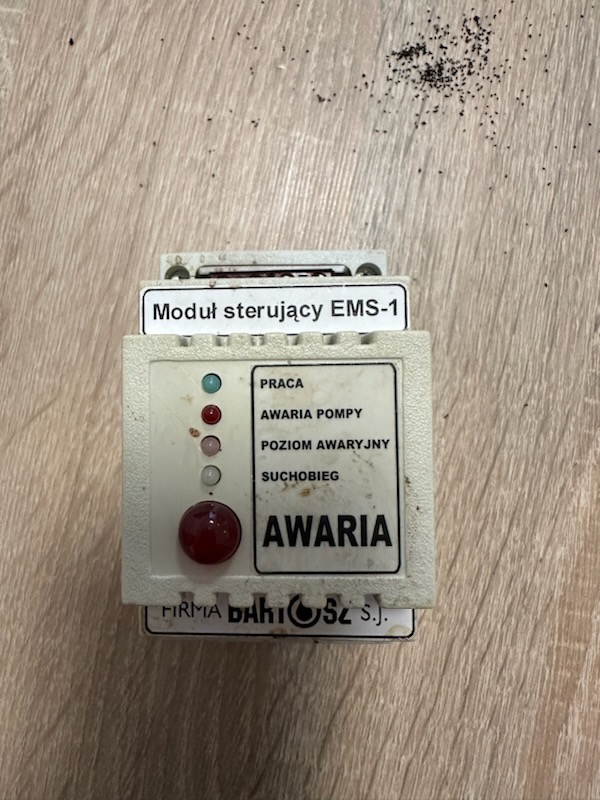 Moduł sterujący EMS-1
PRACA
AWARIA POMPY
POZIOM AWARYJNY
SUCHOBIEG
AWARIA
FIRMA BARTOSZ s.j.